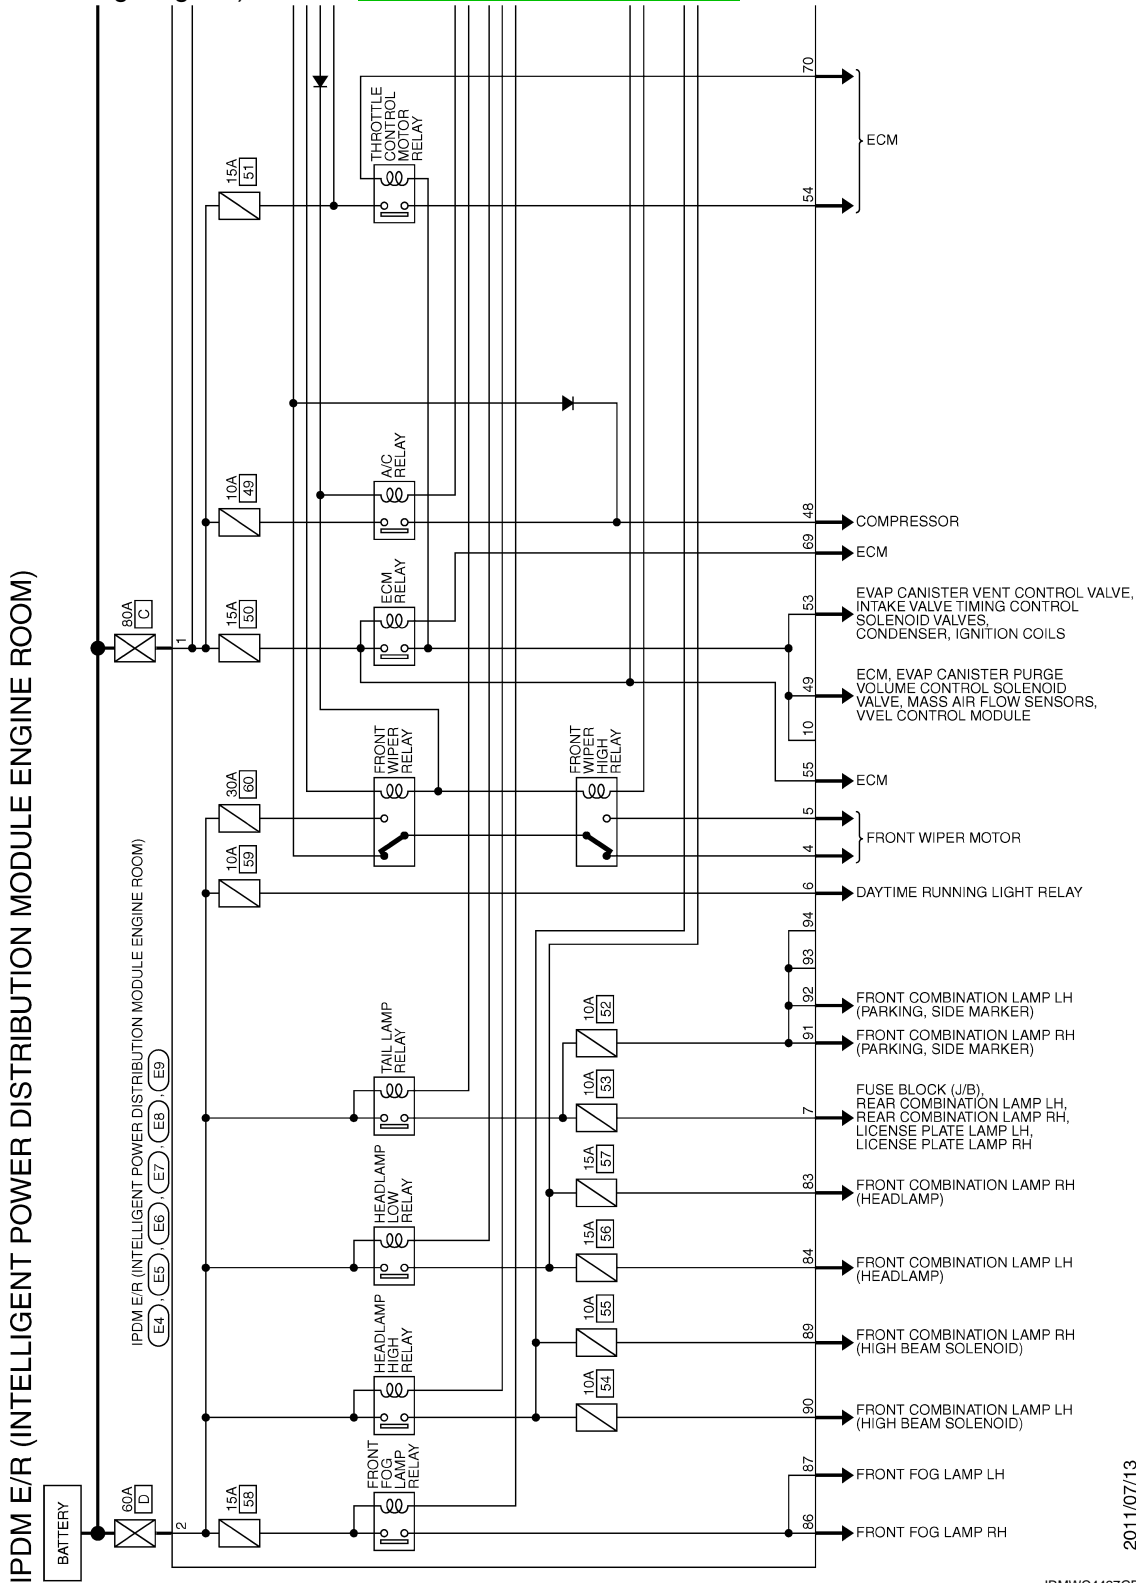 IPDM E/R (INTELLIGENT POWER DISTRIBUTION MODULE ENGINE ROOM)
BATTERY
80A
C
60A
D
1
2
IPDM E/R (INTELLIGENT POWER DISTRIBUTION MODULE ENGINE ROOM)
E4 , E5 , E6 , E7 , E8 , E9
15A
51
THROTTLE
CONTROL
MOTOR
RELAY
70
54
ECM
10A
49
A/C
RELAY
48
COMPRESSOR
69
ECM
15A
50
ECM
RELAY
53
EVAP CANISTER VENT CONTROL VALVE,
INTAKE VALVE TIMING CONTROL
SOLENOID VALVES,
CONDENSER, IGNITION COILS
49
ECM, EVAP CANISTER PURGE
VOLUME CONTROL SOLENOID
VALVE, MASS AIR FLOW SENSORS,
VVEL CONTROL MODULE
10
55
ECM
30A
60
FRONT
WIPER
RELAY
FRONT
WIPER
HIGH
RELAY
5
4
FRONT WIPER MOTOR
10A
59
6
DAYTIME RUNNING LIGHT RELAY
94
93
10A
52
92
FRONT COMBINATION LAMP LH
(PARKING, SIDE MARKER)
91
FRONT COMBINATION LAMP RH
(PARKING, SIDE MARKER)
TAIL LAMP
RELAY
10A
53
7
FUSE BLOCK (J/B),
REAR COMBINATION LAMP LH,
REAR COMBINATION LAMP RH,
LICENSE PLATE LAMP LH,
LICENSE PLATE LAMP RH
15A
57
83
FRONT COMBINATION LAMP RH
(HEADLAMP)
HEADLAMP
LOW
RELAY
15A
56
84
FRONT COMBINATION LAMP LH
(HEADLAMP)
10A
55
89
FRONT COMBINATION LAMP RH
(HIGH BEAM SOLENOID)
HEADLAMP
HIGH
RELAY
10A
54
90
FRONT COMBINATION LAMP LH
(HIGH BEAM SOLENOID)
15A
58
FRONT
FOG
LAMP
RELAY
87
FRONT FOG LAMP LH
86
FRONT FOG LAMP RH
2011/07/13